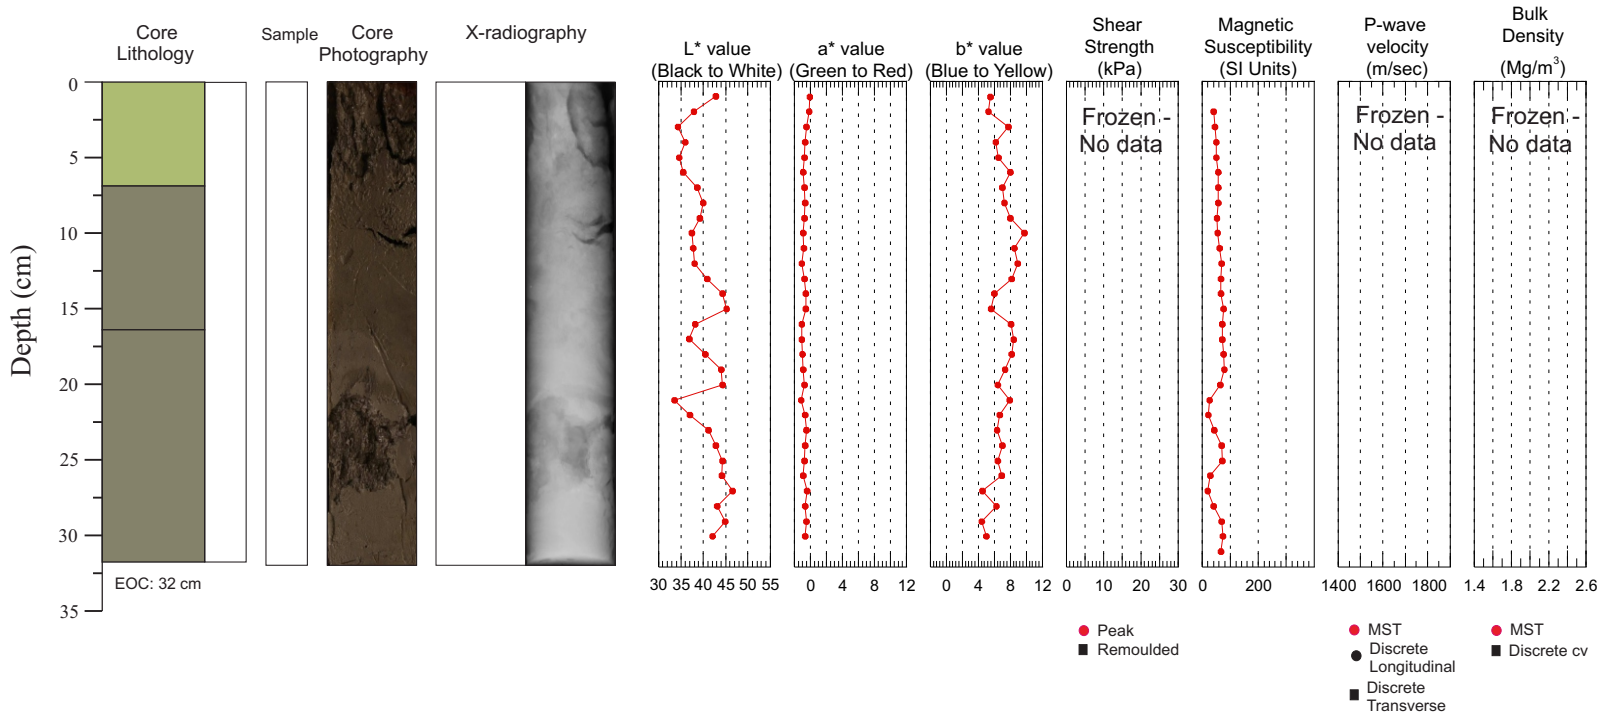 Core
Lithology
Sample
Core
Photography
X-radiography
L* value
(Black to White)
a* value
(Green to Red)
b* value
(Blue to Yellow)
Shear
Strength
(kPa)
Magnetic
Susceptibility
(SI Units)
P-wave
velocity
(m/sec)
Bulk
Density
(Mg/m³)
Depth (cm)
0
5
10
15
20
25
30
35
Frozen -
No data
Frozen -
No data
Frozen -
No data
EOC: 32 cm
30 35 40 45 50 55
0 4 8 12
0 4 8 12
0 5 10 15 20 25 30
0 200
1400 1600 1800
1.4 1.8 2.2 2.6
Peak
Remoulded
MST
Discrete
Longitudinal
Discrete
Transverse
MST
Discrete cv